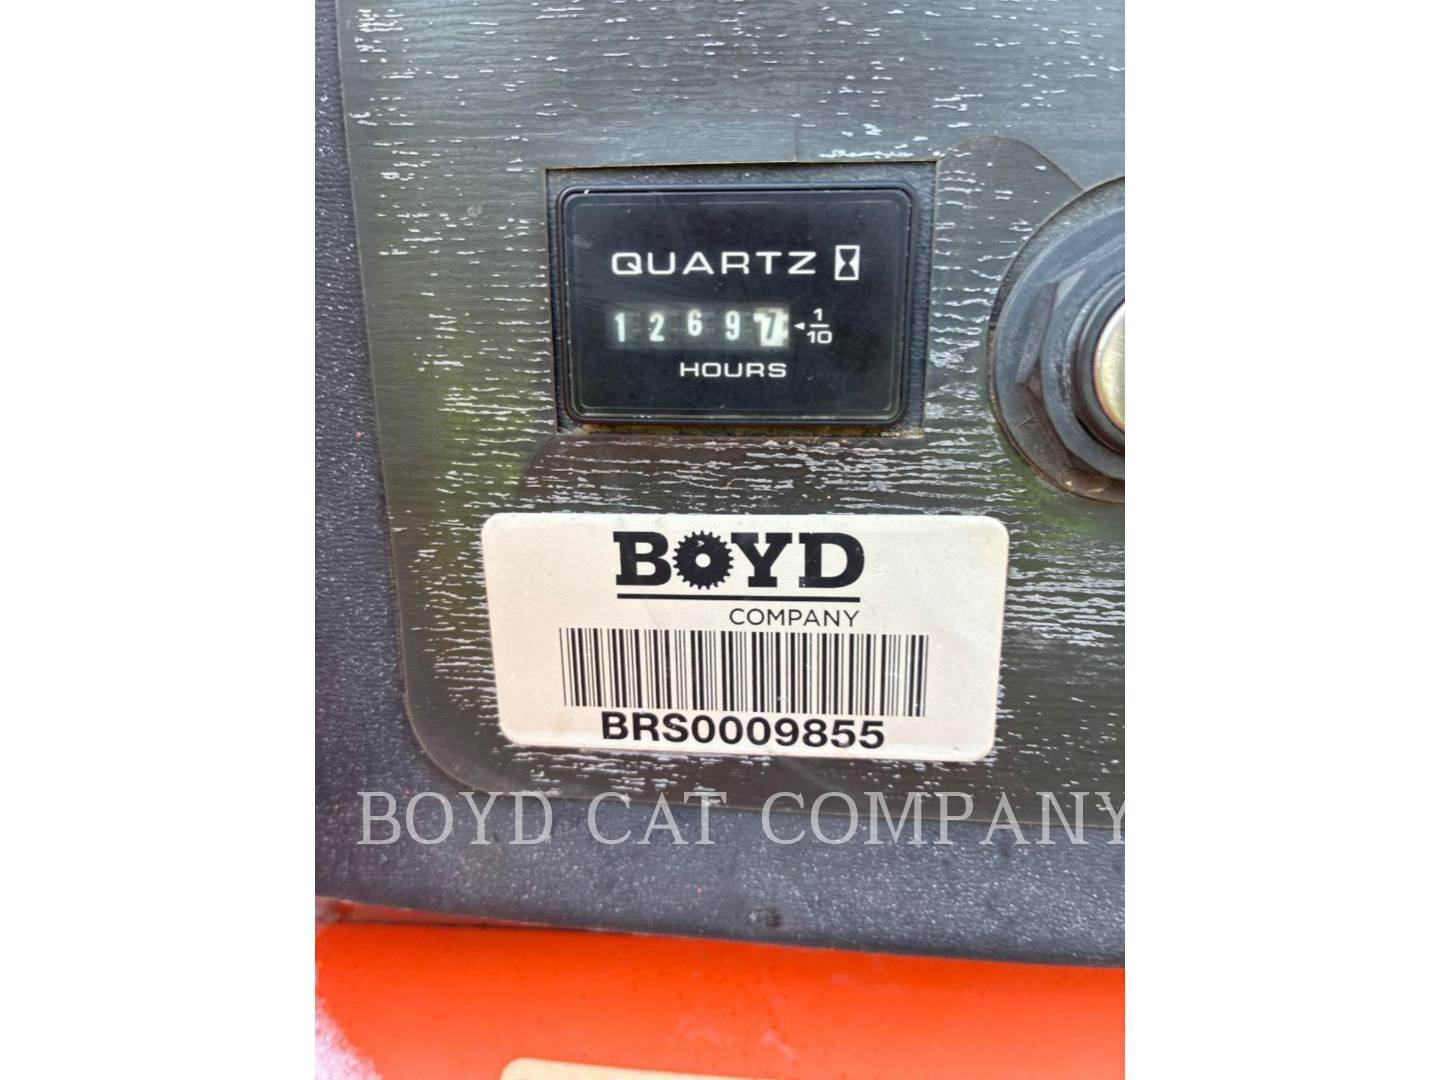 QUARTZ
1 2 6 9 7 1/10
HOURS
BOYD
COMPANY
BRS0009855
BOYD CAT COMPANY